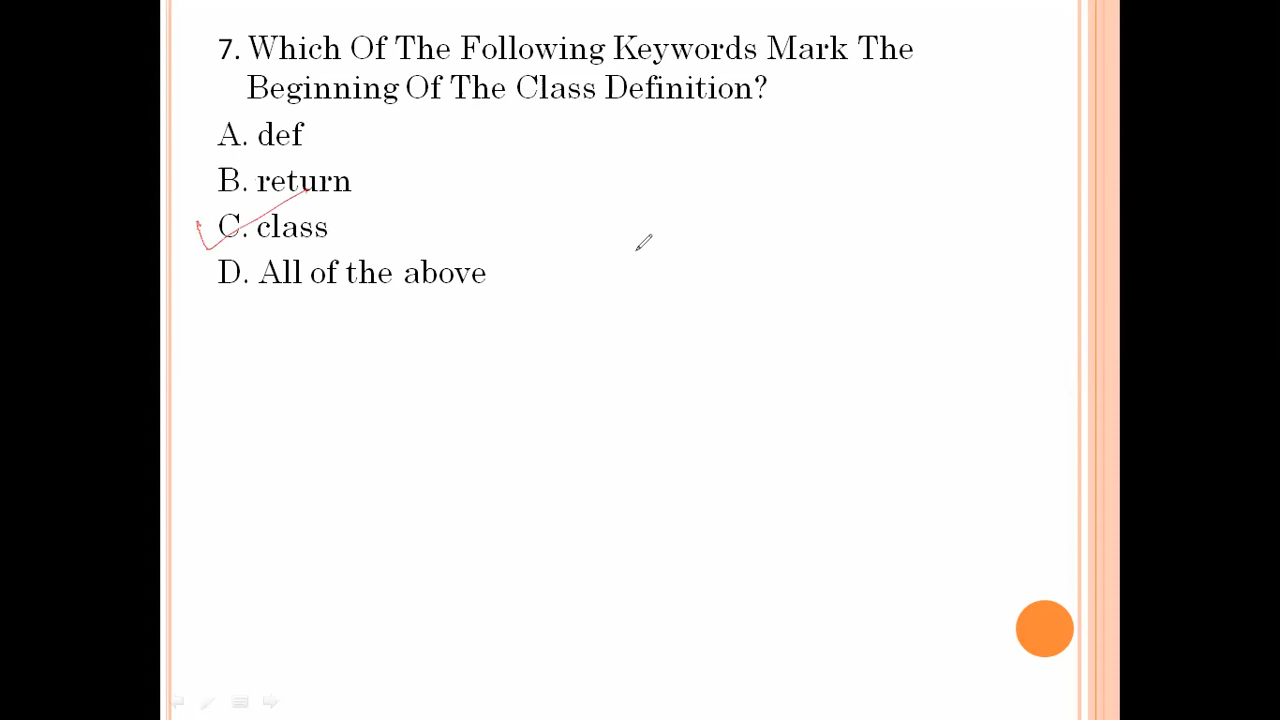 7. Which Of The Following Keywords Mark The
Beginning Of The Class Definition?
A. def
B. return
C. class
D. All of the above